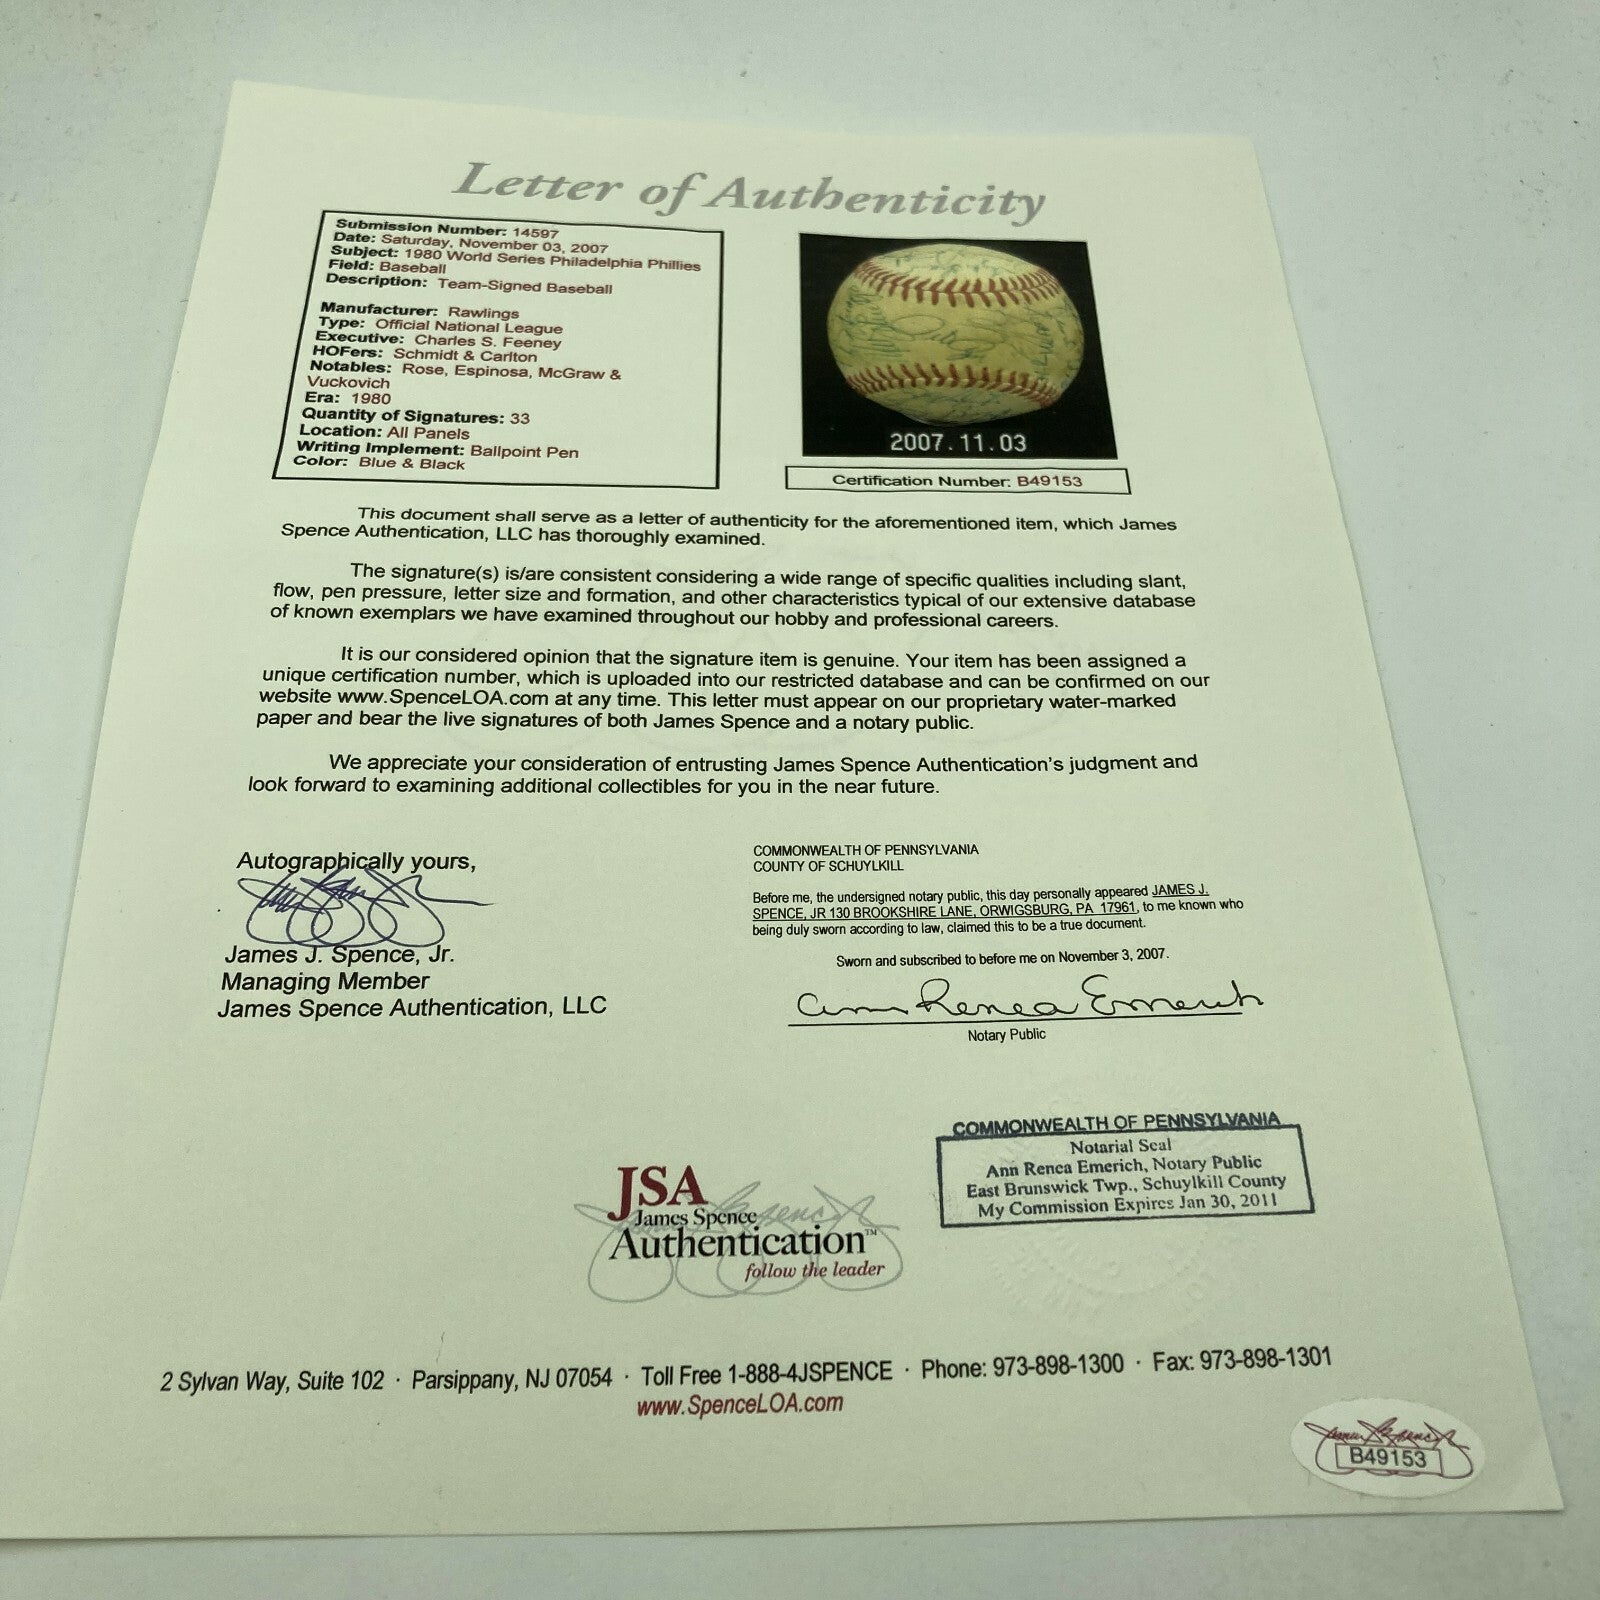 Letter of Authenticity
Submission Number: 14597
Date: Saturday, November 03, 2007
Subject: 1980 World Series Philadelphia Phillies
Field: Baseball
Description: Team-Signed Baseball
Manufacturer: Rawlings
Type: Official National League
Executive: Charles S. Feeney
HOFers: Schmidt & Carlton
Notables: Rose, Espinosa, McGraw &
Vuckovich
Era: 1980
Quantity of Signatures: 33
Location: All Panels
Writing Implement: Ballpoint Pen
Color: Blue & Black
2007.11.03
Certification Number: B49153
This document shall serve as a letter of authenticity for the aforementioned item, which James
Spence Authentication, LLC has thoroughly examined.
The signature(s) is/are consistent considering a wide range of specific qualities including slant,
flow, pen pressure, letter size and formation, and other characteristics typical of our extensive database
of known exemplars we have examined throughout our hobby and professional careers.
It is our considered opinion that the signature item is genuine. Your item has been assigned a
unique certification number, which is uploaded into our restricted database and can be confirmed on our
website www.SpenceLOA.com at any time. This letter must appear on our proprietary water-marked
paper and bear the live signatures of both James Spence and a notary public.
We appreciate your consideration of entrusting James Spence Authentication's judgment and
look forward to examining additional collectibles for you in the near future.
Autographically yours,
James J. Spence, Jr.
Managing Member
James Spence Authentication, LLC
COMMONWEALTH OF PENNSYLVANIA
COUNTY OF SCHUYLKILL
Before me, the undersigned notary public, this day personally appeared JAMES J.
SPENCE, JR 130 BROOKSHIRE LANE, ORWIGSBURG, PA 17961, to me known who
being duly sworn according to law, claimed this to be a true document.
Sworn and subscribed to before me on November 3, 2007.
Ann Renea Emerich
Notary Public
COMMONWEALTH OF PENNSYLVANIA
Notarial Seal
Ann Renea Emerich, Notary Public
East Brunswick Twp., Schuylkill County
My Commission Expires Jan 30, 2011
JSA
James Spence
Authentication™
follow the leader
2 Sylvan Way, Suite 102 · Parsippany, NJ 07054 · Toll Free 1-888-4JSPENCE · Phone: 973-898-1300 · Fax: 973-898-1301
www.SpenceLOA.com
B49153